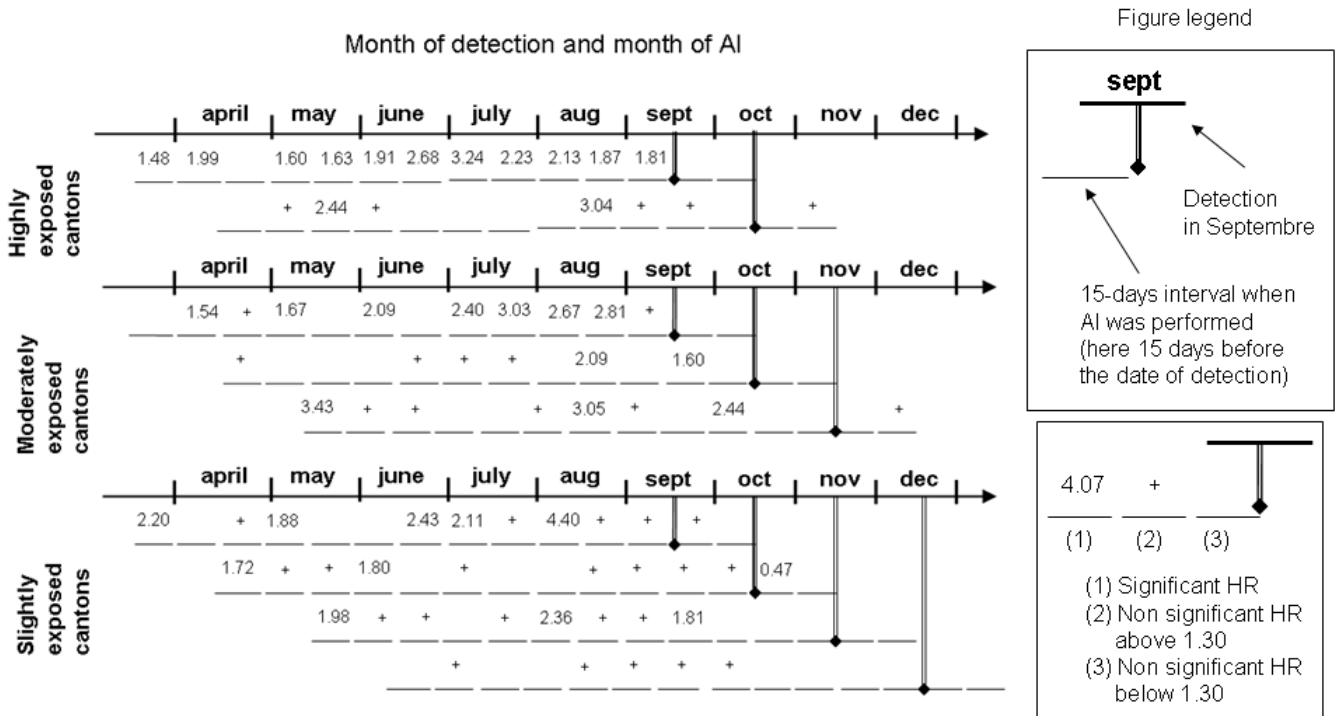 Month of detection and month of AI
april may june july aug sept oct nov dec
1.48 1.99 1.60 1.63 1.91 2.68 3.24 2.23 2.13 1.87 1.81
+ 2.44 + 3.04 + + +
Highly
exposed
cantons
april may june july aug sept oct nov dec
1.54 + 1.67 2.09 2.40 3.03 2.67 2.81 +
+ + + + 2.09 1.60
3.43 + + + 3.05 + 2.44 +
Moderately
exposed
cantons
april may june july aug sept oct nov dec
2.20 + 1.88 2.43 2.11 + 4.40 + + +
1.72 + + 1.80 + + + + + 0.47
1.98 + + + 2.36 + + 1.81
+ + + + +
Slightly
exposed
cantons
Figure legend
sept
Detection
in Septembre
15-days interval when
AI was performed
(here 15 days before
the date of detection)
4.07 +
(1) (2) (3)
(1) Significant HR
(2) Non significant HR
above 1.30
(3) Non significant HR
below 1.30